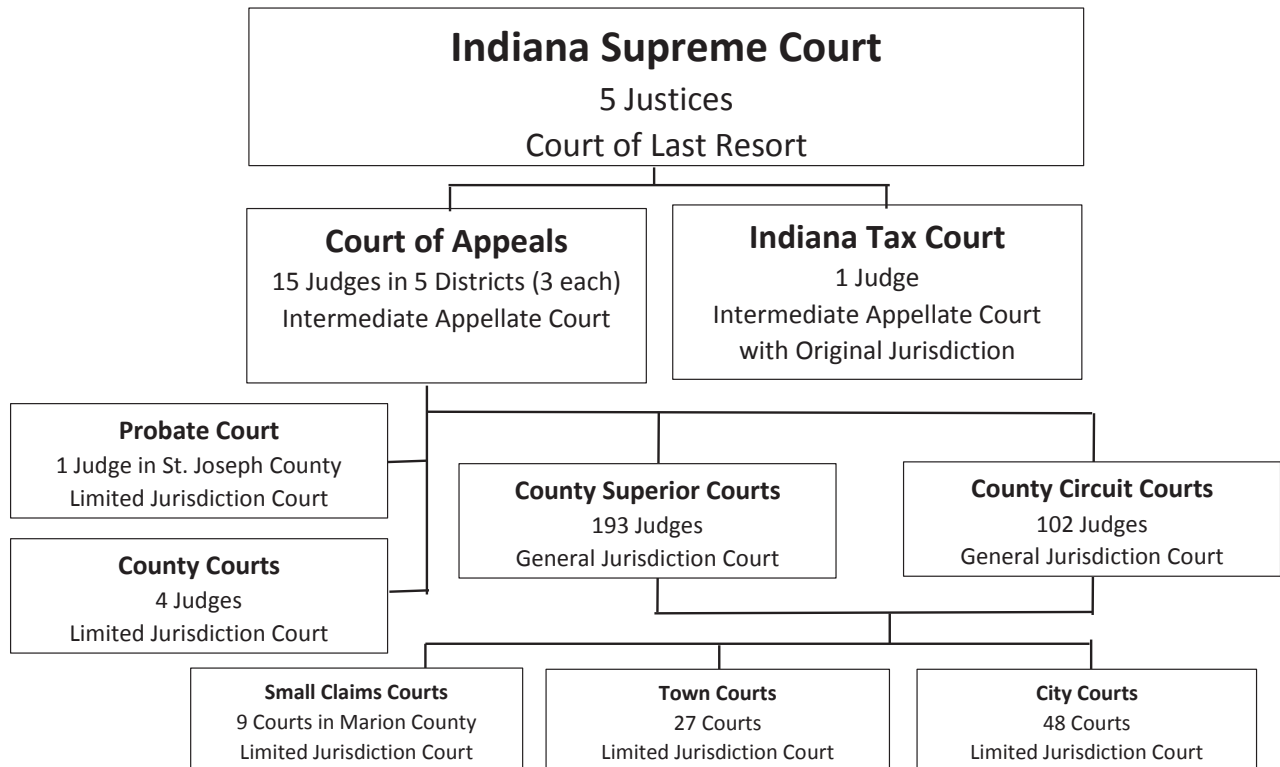 Indiana Supreme Court
5 Justices
Court of Last Resort
Court of Appeals
15 Judges in 5 Districts (3 each)
Intermediate Appellate Court
Indiana Tax Court
1 Judge
Intermediate Appellate Court
with Original Jurisdiction
Probate Court
1 Judge in St. Joseph County
Limited Jurisdiction Court
County Superior Courts
193 Judges
General Jurisdiction Court
County Circuit Courts
102 Judges
General Jurisdiction Court
County Courts
4 Judges
Limited Jurisdiction Court
Small Claims Courts
9 Courts in Marion County
Limited Jurisdiction Court
Town Courts
27 Courts
Limited Jurisdiction Court
City Courts
48 Courts
Limited Jurisdiction Court